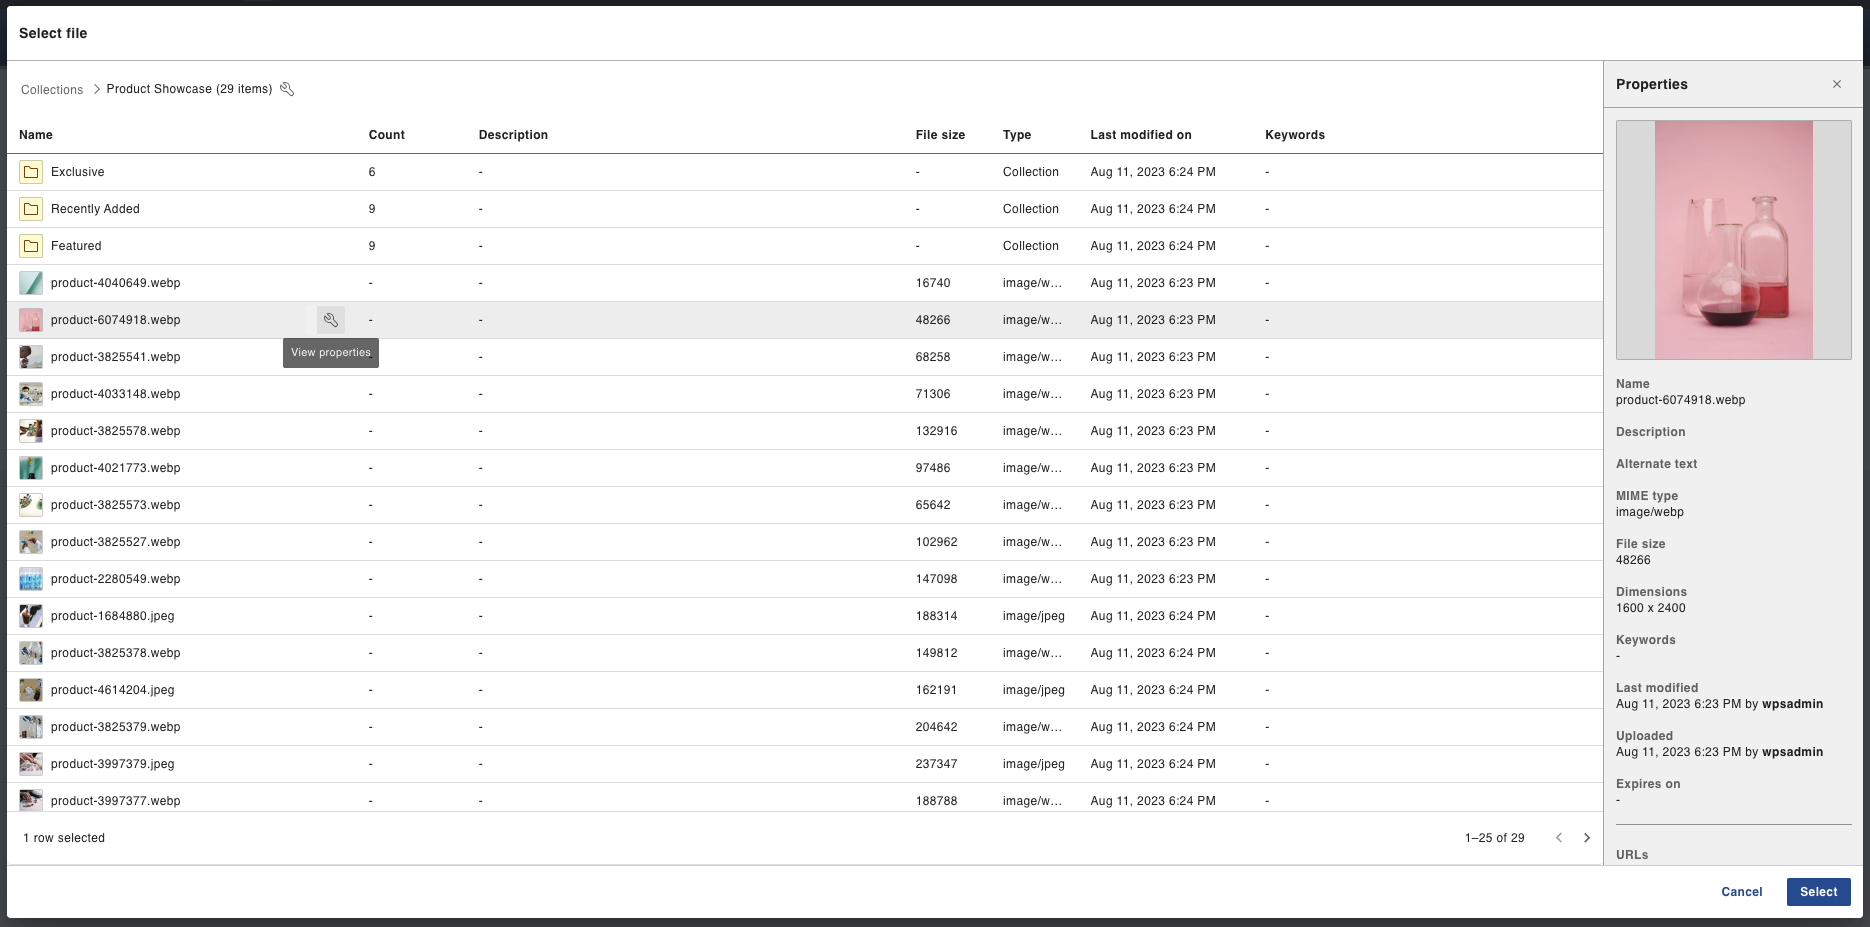 Select file
Collections > Product Showcase (29 items)
Name Count Description File size Type Last modified on Keywords
Exclusive 6 - - Collection Aug 11, 2023 6:24 PM -
Recently Added 9 - - Collection Aug 11, 2023 6:24 PM -
Featured 9 - - Collection Aug 11, 2023 6:24 PM -
product-4040649.webp - - 16740 image/w... Aug 11, 2023 6:23 PM -
product-6074918.webp - - 48266 image/w... Aug 11, 2023 6:23 PM -
View properties
product-3825541.webp - 68258 image/w... Aug 11, 2023 6:23 PM -
product-4033148.webp - - 71306 image/w... Aug 11, 2023 6:23 PM -
product-3825578.webp - - 132916 image/w... Aug 11, 2023 6:23 PM -
product-4021773.webp - - 97486 image/w... Aug 11, 2023 6:23 PM -
product-3825573.webp - - 65642 image/w... Aug 11, 2023 6:23 PM -
product-3825527.webp - - 102962 image/w... Aug 11, 2023 6:23 PM -
product-2280549.webp - - 147098 image/w... Aug 11, 2023 6:23 PM -
product-1684880.jpeg - - 188314 image/jpeg Aug 11, 2023 6:24 PM -
product-3825378.webp - - 149812 image/w... Aug 11, 2023 6:24 PM -
product-4614204.jpeg - - 162191 image/jpeg Aug 11, 2023 6:24 PM -
product-3825379.webp - - 204642 image/w... Aug 11, 2023 6:24 PM -
product-3997379.jpeg - - 237347 image/jpeg Aug 11, 2023 6:24 PM -
product-3997377.webp - - 188788 image/w... Aug 11, 2023 6:24 PM -
1 row selected
1–25 of 29
Properties
Name
product-6074918.webp
Description
Alternate text
MIME type
image/webp
File size
48266
Dimensions
1600 x 2400
Keywords
-
Last modified
Aug 11, 2023 6:23 PM by wpsadmin
Uploaded
Aug 11, 2023 6:23 PM by wpsadmin
Expires on
-
URLs
Cancel
Select